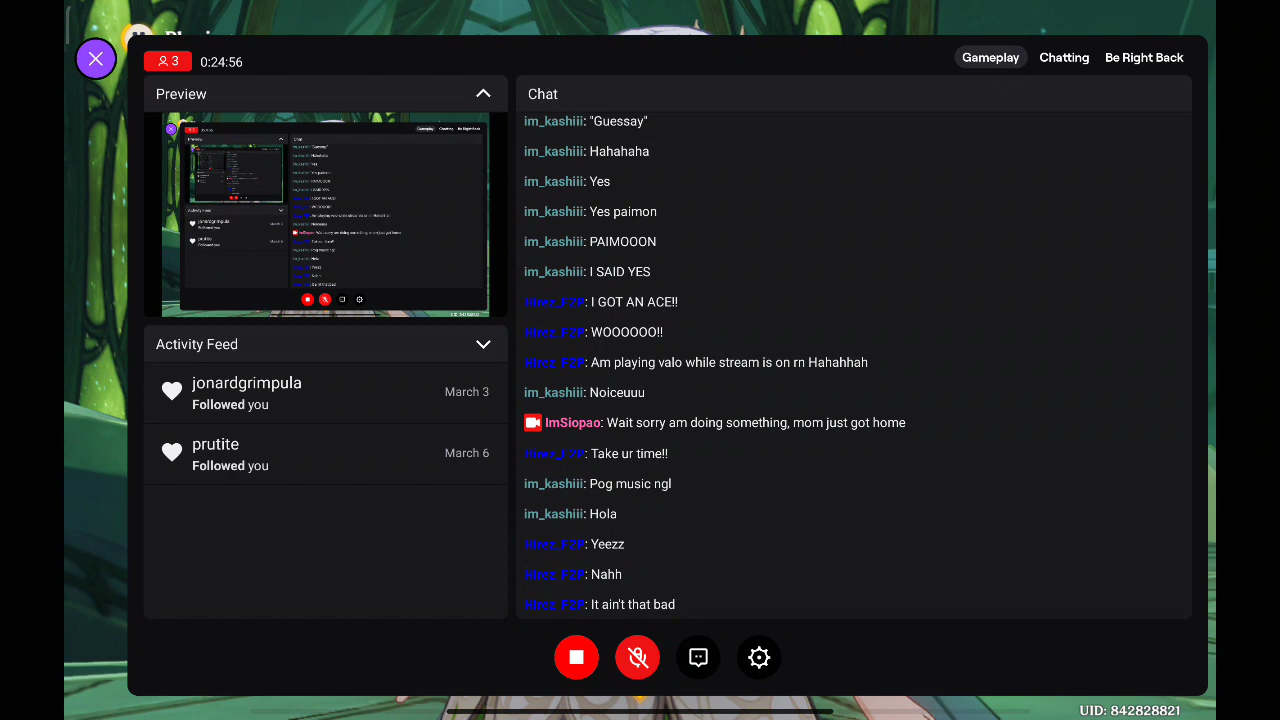 3
0:24:56
Gameplay
Chatting
Be Right Back
Preview
Chat
im_kashiii: "Guessay"
im_kashiii: Hahahaha
im_kashiii: Yes
im_kashiii: Yes paimon
im_kashiii: PAIMOOON
im_kashiii: I SAID YES
Hirez_F2P: I GOT AN ACE!!
Hirez_F2P: WOOOOOO!!
Hirez_F2P: Am playing valo while stream is on rn Hahahhah
im_kashiii: Noiceuuu
ImSiopao: Wait sorry am doing something, mom just got home
Hirez_F2P: Take ur time!!
im_kashiii: Pog music ngl
im_kashiii: Hola
Hirez_F2P: Yeezz
Hirez_F2P: Nahh
Hirez_F2P: It ain't that bad
Activity Feed
jonardgrimpula
Followed you
March 3
prutite
Followed you
March 6
UID: 842828821